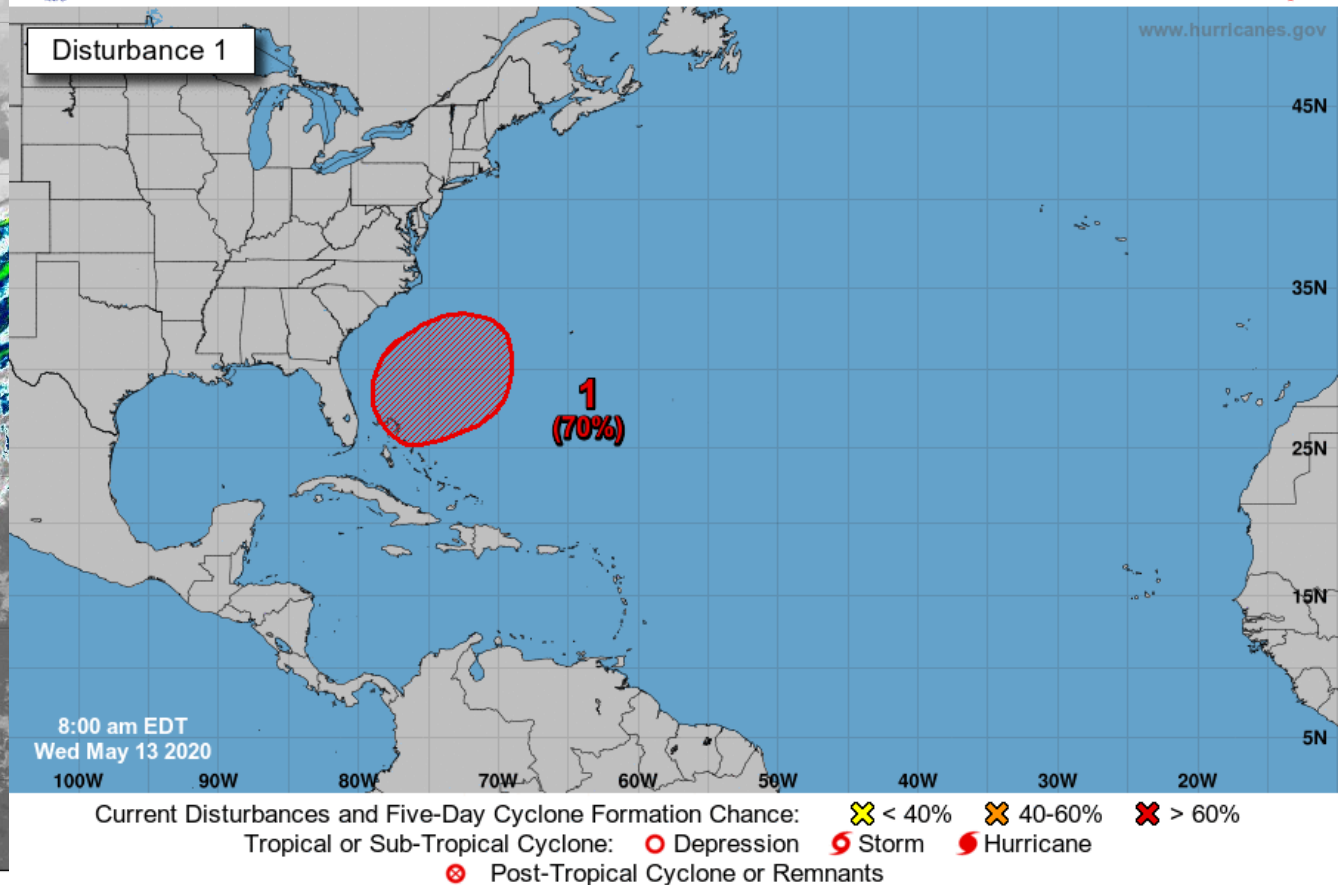 Disturbance 1
www.hurricanes.gov
45N
35N
1
(70%)
25N
15N
8:00 am EDT
Wed May 13 2020
5N
100W 90W 80W 70W 60W 50W 40W 30W 20W
Current Disturbances and Five-Day Cyclone Formation Chance: < 40% 40-60% > 60%
Tropical or Sub-Tropical Cyclone: Depression Storm Hurricane
Post-Tropical Cyclone or Remnants